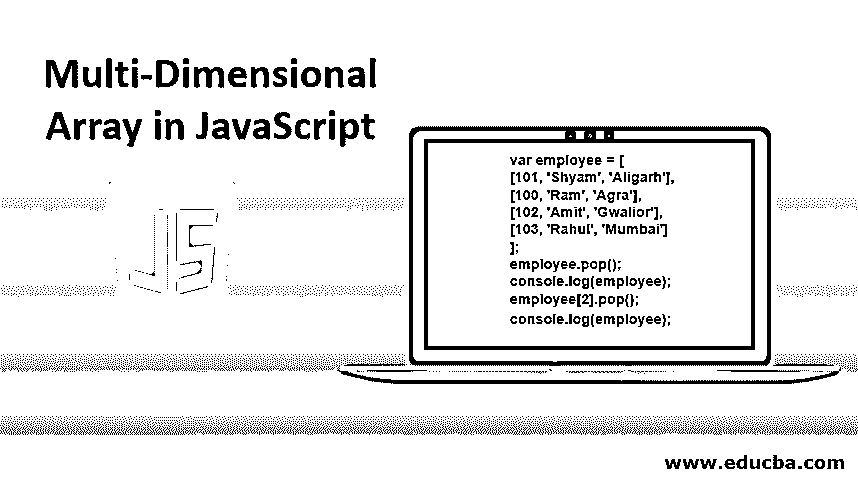 Multi-Dimensional
Array in JavaScript
JS
var employee = [
[101, 'Shyam', 'Aligarh'],
[100, 'Ram', 'Agra'],
[102, 'Amit', 'Gwalior'],
[103, 'Rahul', 'Mumbai']
];
employee.pop();
console.log(employee);
employee[2].pop();
console.log(employee);
www.educba.com